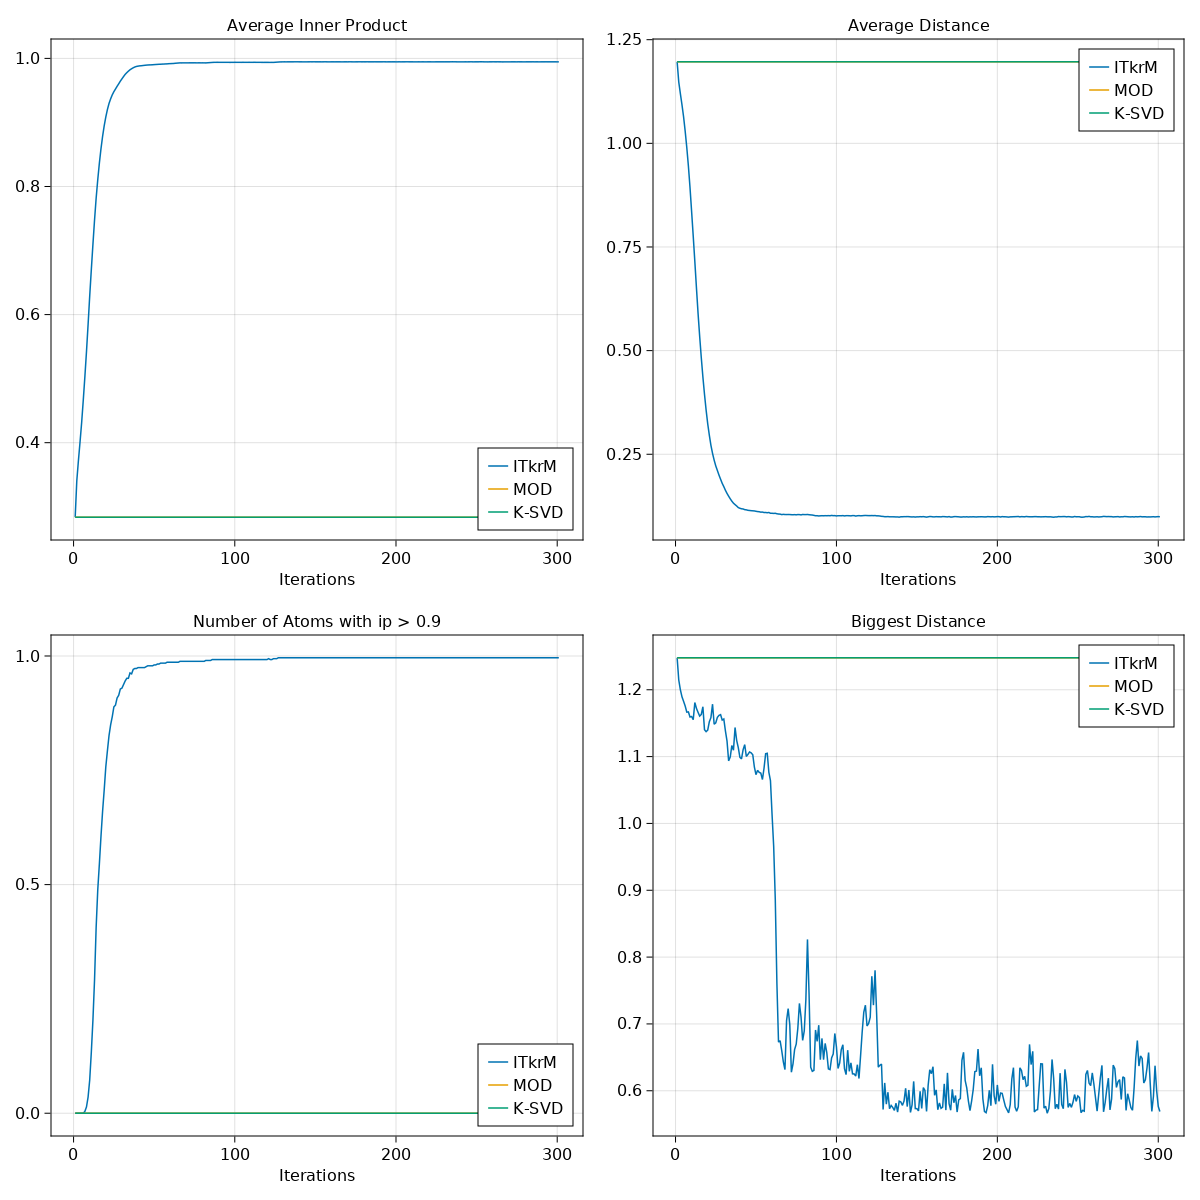 Average Inner Product
1.0
0.8
0.6
0.4
ITkrM
MOD
K-SVD
0
100
200
300
Iterations
Average Distance
1.25
1.00
0.75
0.50
0.25
ITkrM
MOD
K-SVD
0
100
200
300
Iterations
Number of Atoms with ip > 0.9
1.0
0.5
0.0
ITkrM
MOD
K-SVD
0
100
200
300
Iterations
Biggest Distance
1.2
1.1
1.0
0.9
0.8
0.7
0.6
ITkrM
MOD
K-SVD
0
100
200
300
Iterations